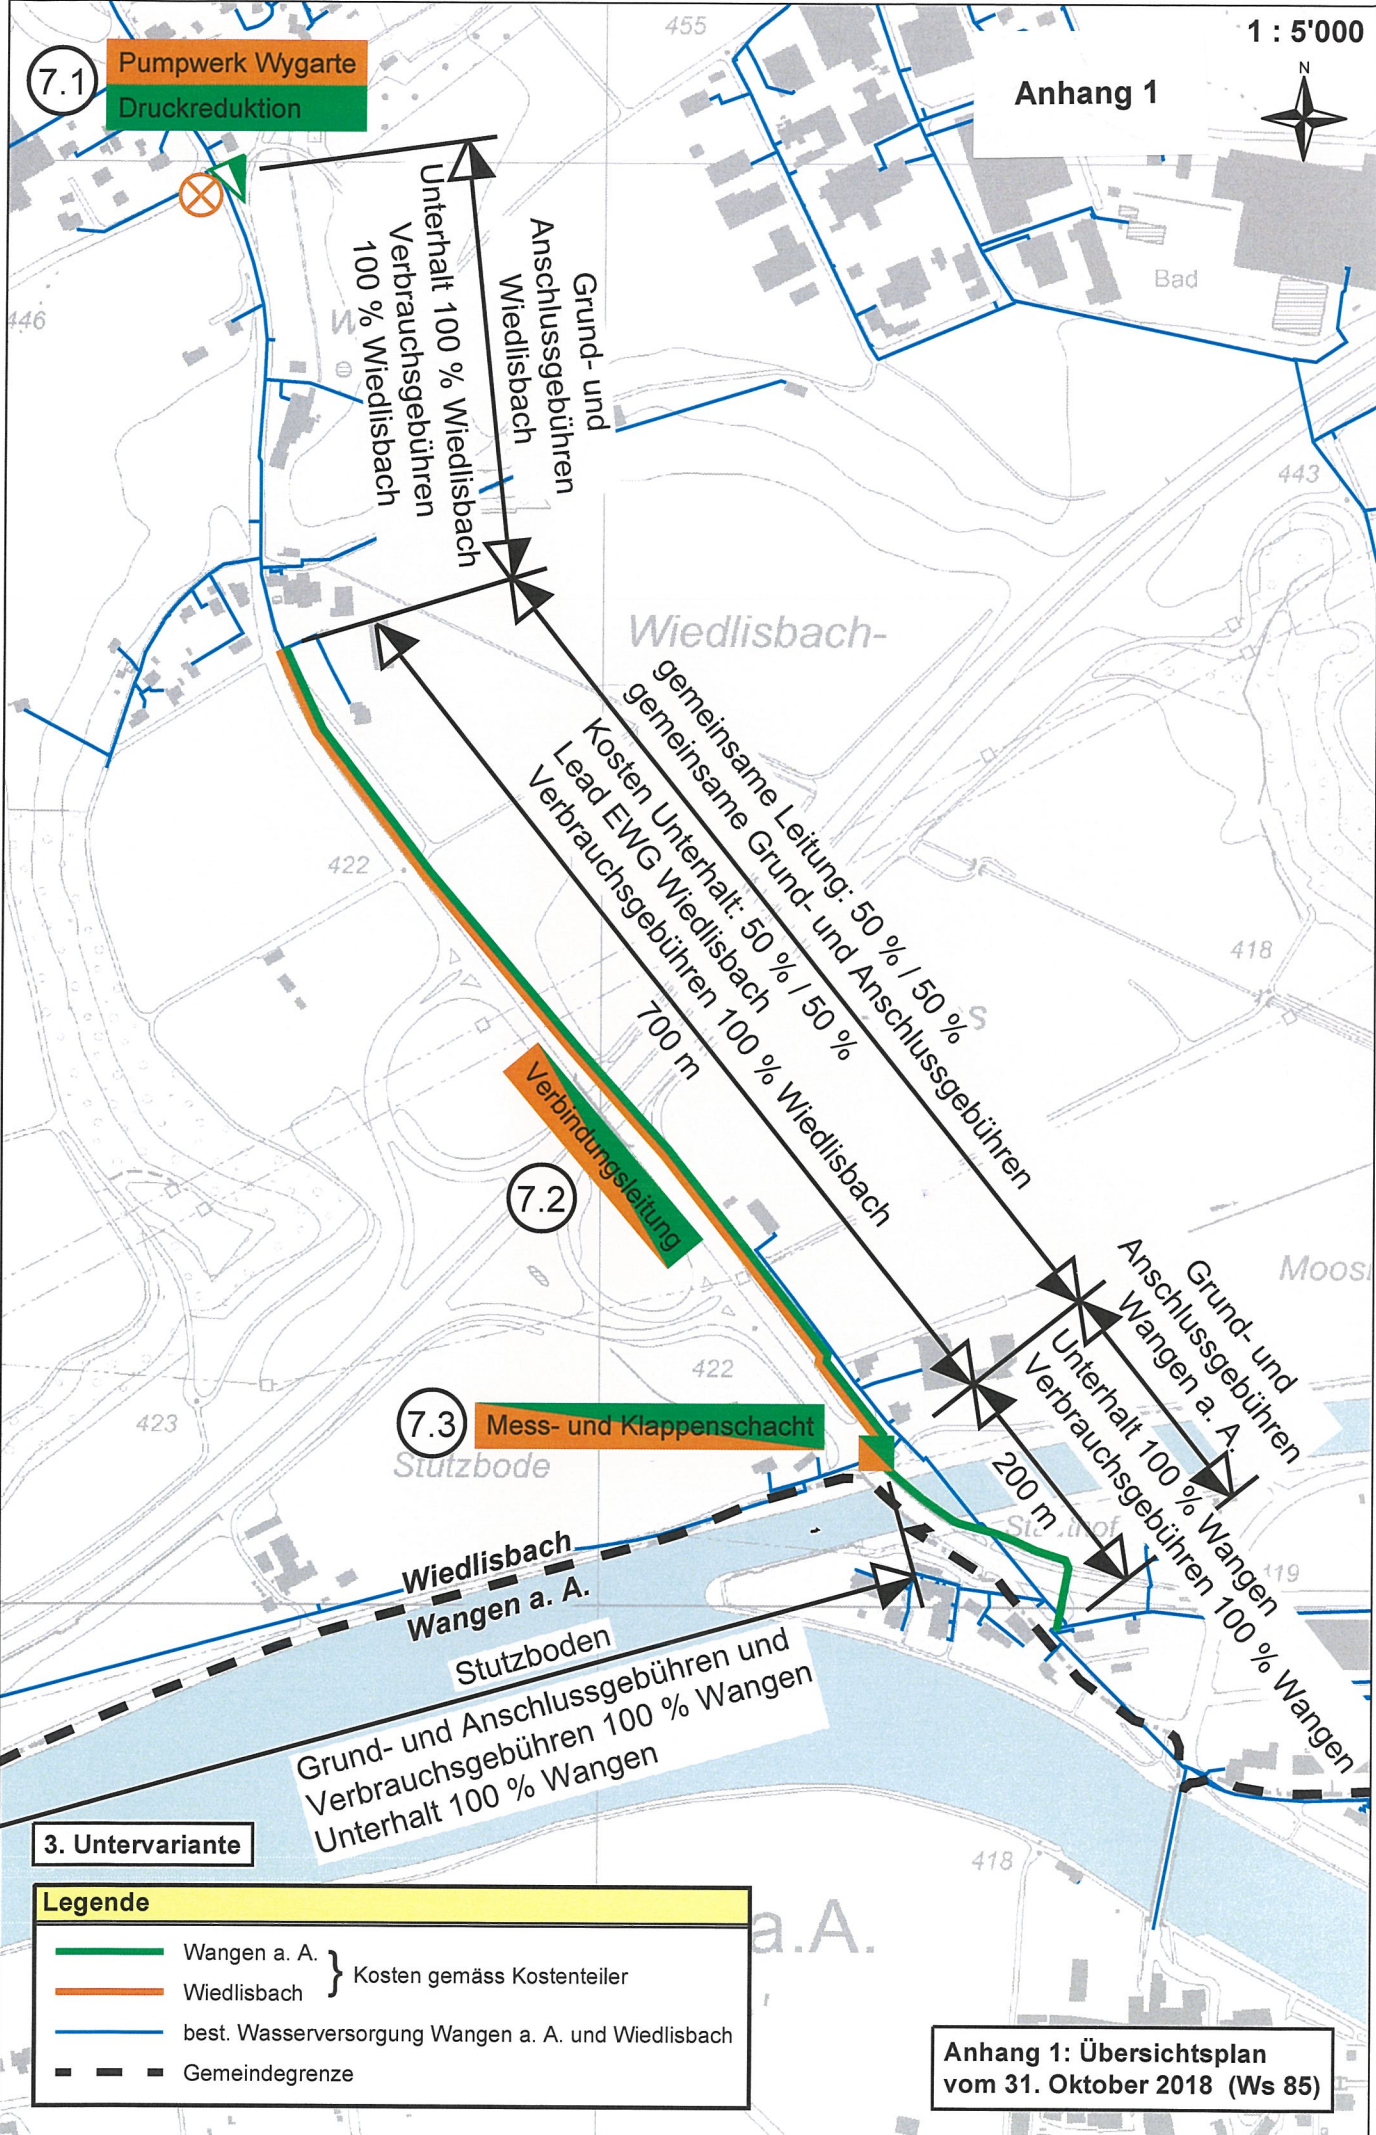 1 : 5'000
Anhang 1
N
7.1
Pumpwerk Wygarte
Druckreduktion
455
446
Bad
443
Grund- und
Anschlussgebühren
Wiedlisbach
Unterhalt 100 % Wiedlisbach
Verbrauchsgebühren
100 % Wiedlisbach
Wiedlisbach-
gemeinsame Leitung: 50 % / 50 %
gemeinsame Grund- und Anschlussgebühren
Kosten Unterhalt: 50 % / 50 %
Lead EWG Wiedlisbach
Verbrauchsgebühren 100 % Wiedlisbach
700 m
422
418
s
7.2
Verbindungsleitung
Grund- und
Anschlussgebühren
Wangen a. A.
Unterhalt 100 % Wangen
Verbrauchsgebühren 100 % Wangen
200 m
422
423
7.3
Mess- und Klappenschacht
Stutzbode
Wiedlisbach
Wangen a. A.
Stutzboden
Grund- und Anschlussgebühren und
Verbrauchsgebühren 100 % Wangen
Unterhalt 100 % Wangen
418
a.A.
3. Untervariante
Legende
Wangen a. A.
Wiedlisbach
} Kosten gemäss Kostenteiler
best. Wasserversorgung Wangen a. A. und Wiedlisbach
Gemeindegrenze
Anhang 1: Übersichtsplan
vom 31. Oktober 2018 (Ws 85)